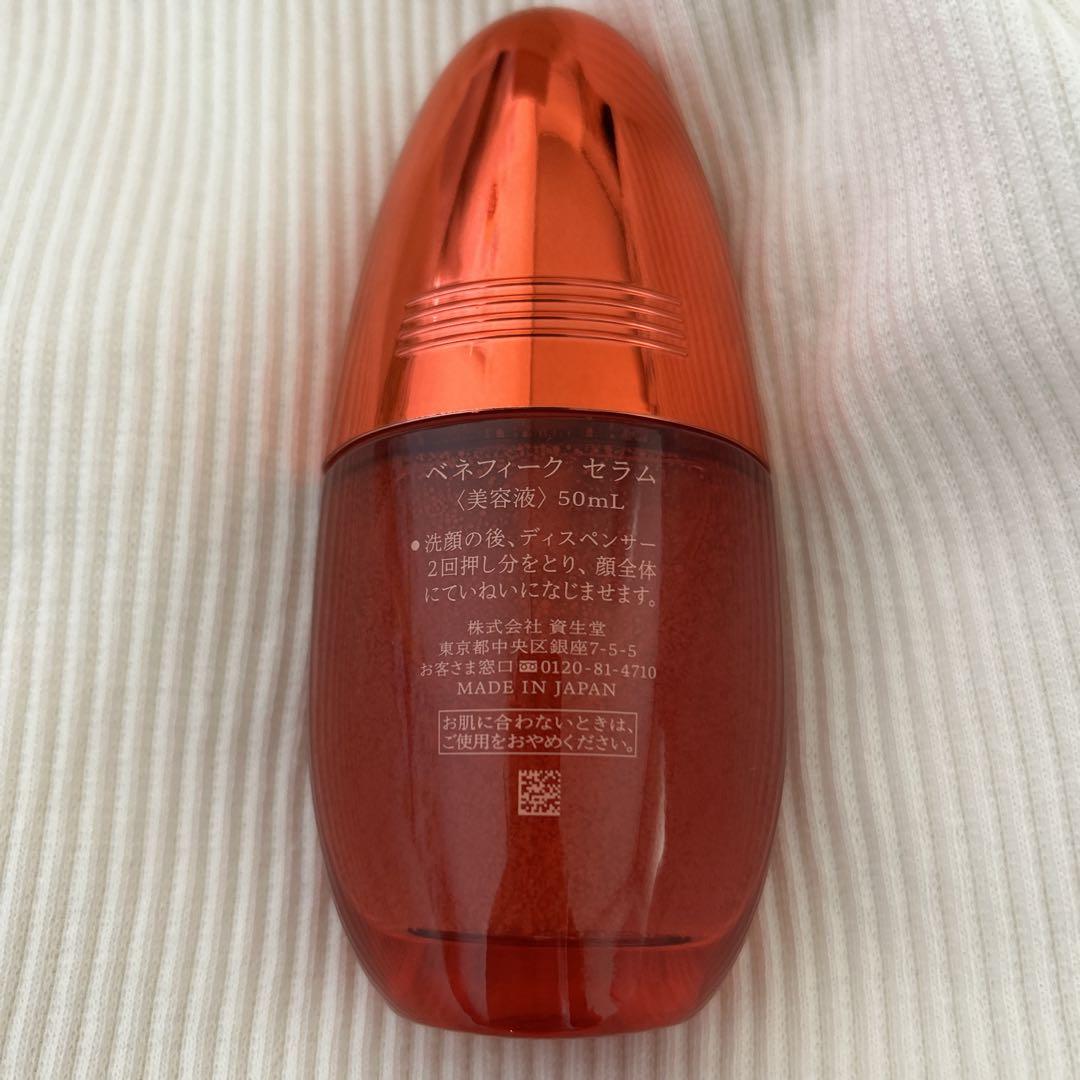 ベネフィーク セラム
〈美容液〉50mL
●洗顔の後、ディスペンサー
2回押し分をとり、顔全体
にていねいになじませます。
株式会社 資生堂
東京都中央区銀座7-5-5
お客さま窓口 0120-81-4710
MADE IN JAPAN
お肌に合わないときは、
ご使用をおやめください。